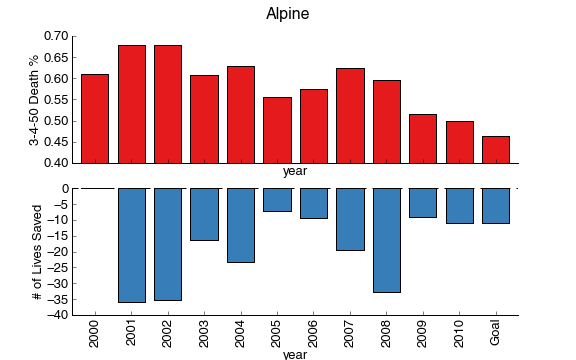 Alpine
3-4-50 Death %
0.70
0.65
0.60
0.55
0.50
0.45
0.40
year
# of Lives Saved
0
−5
−10
−15
−20
−25
−30
−35
−40
2000 2001 2002 2003 2004 2005 2006 2007 2008 2009 2010 Goal
year